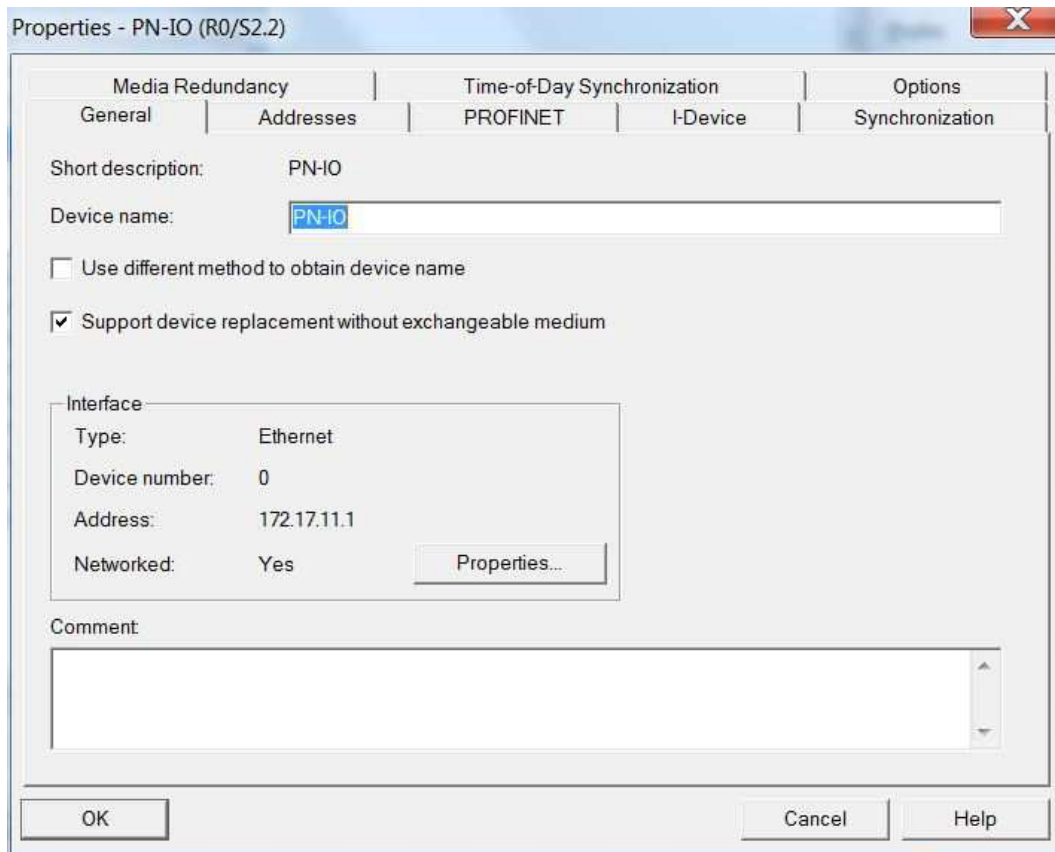 Properties - PN-IO (R0/S2.2)
Media Redundancy Time-of-Day Synchronization Options
General Addresses PROFINET I-Device Synchronization
Short description: PN-IO
Device name: PN-IO
Use different method to obtain device name
Support device replacement without exchangeable medium
Interface
Type: Ethernet
Device number: 0
Address: 172.17.11.1
Networked: Yes Properties...
Comment:
OK Cancel Help